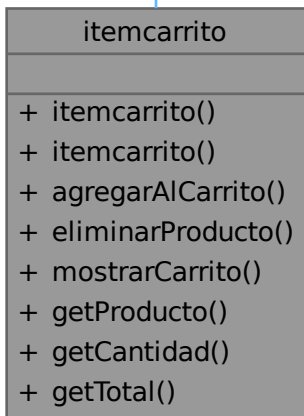 itemcarrito
+ itemcarrito()
+ itemcarrito()
+ agregarAlCarrito()
+ eliminarProducto()
+ mostrarCarrito()
+ getProducto()
+ getCantidad()
+ getTotal()